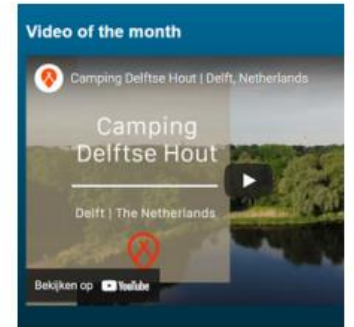 Video of the month
Camping Delftse Hout | Delft, Netherlands
Camping
Delftse Hout
Delft | The Netherlands
Bekijken op YouTube